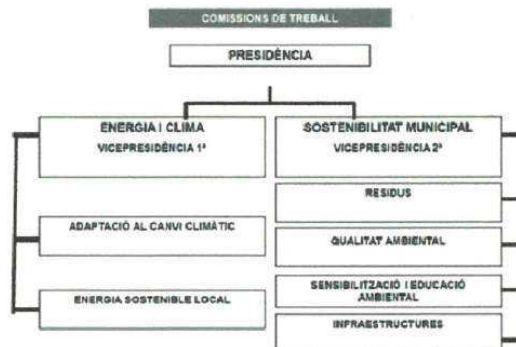 COMISSIONS DE TREBALL
PRESIDÈNCIA
ENERGIA I CLIMA
VICEPRESIDÈNCIA 1ª
SOSTENIBILITAT MUNICIPAL
VICEPRESIDÈNCIA 2ª
RESIDUS
ADAPTACIÓ AL CANVI CLIMÀTIC
QUALITAT AMBIENTAL
SENSIBILITZACIÓ I EDUCACIÓ
AMBIENTAL
ENERGIA SOSTENIBLE LOCAL
INFRAESTRUCTURES